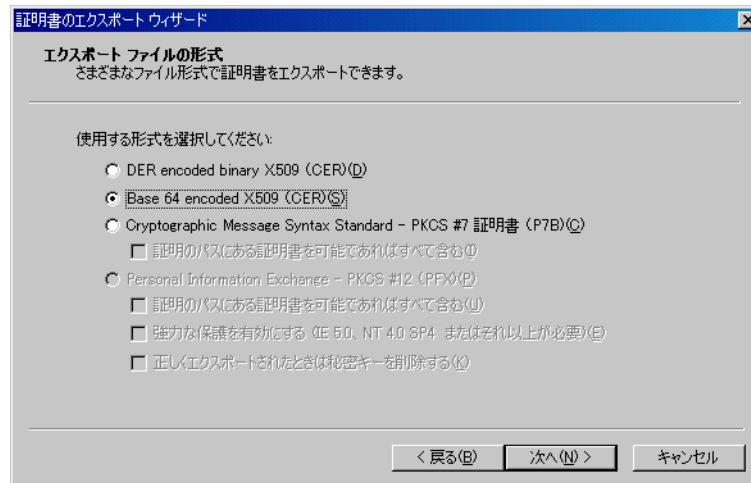 証明書のエクスポート ウィザード
エクスポート ファイルの形式
さまざまなファイル形式で証明書をエクスポートできます。
使用する形式を選択してください:
DER encoded binary X509 (CER)(D)
Base 64 encoded X509 (CER)(S)
Cryptographic Message Syntax Standard - PKCS #7 証明書 (P7B)(C)
証明のパスにある証明書を可能であればすべて含む(I)
Personal Information Exchange - PKCS #12 (PFX)(P)
証明のパスにある証明書を可能であればすべて含む(U)
強力な保護を有効にする (IE 5.0、NT 4.0 SP4 またはそれ以上が必要)(E)
正しくエクスポートされたときは秘密キーを削除する(K)
< 戻る(B) 次へ(N) > キャンセル